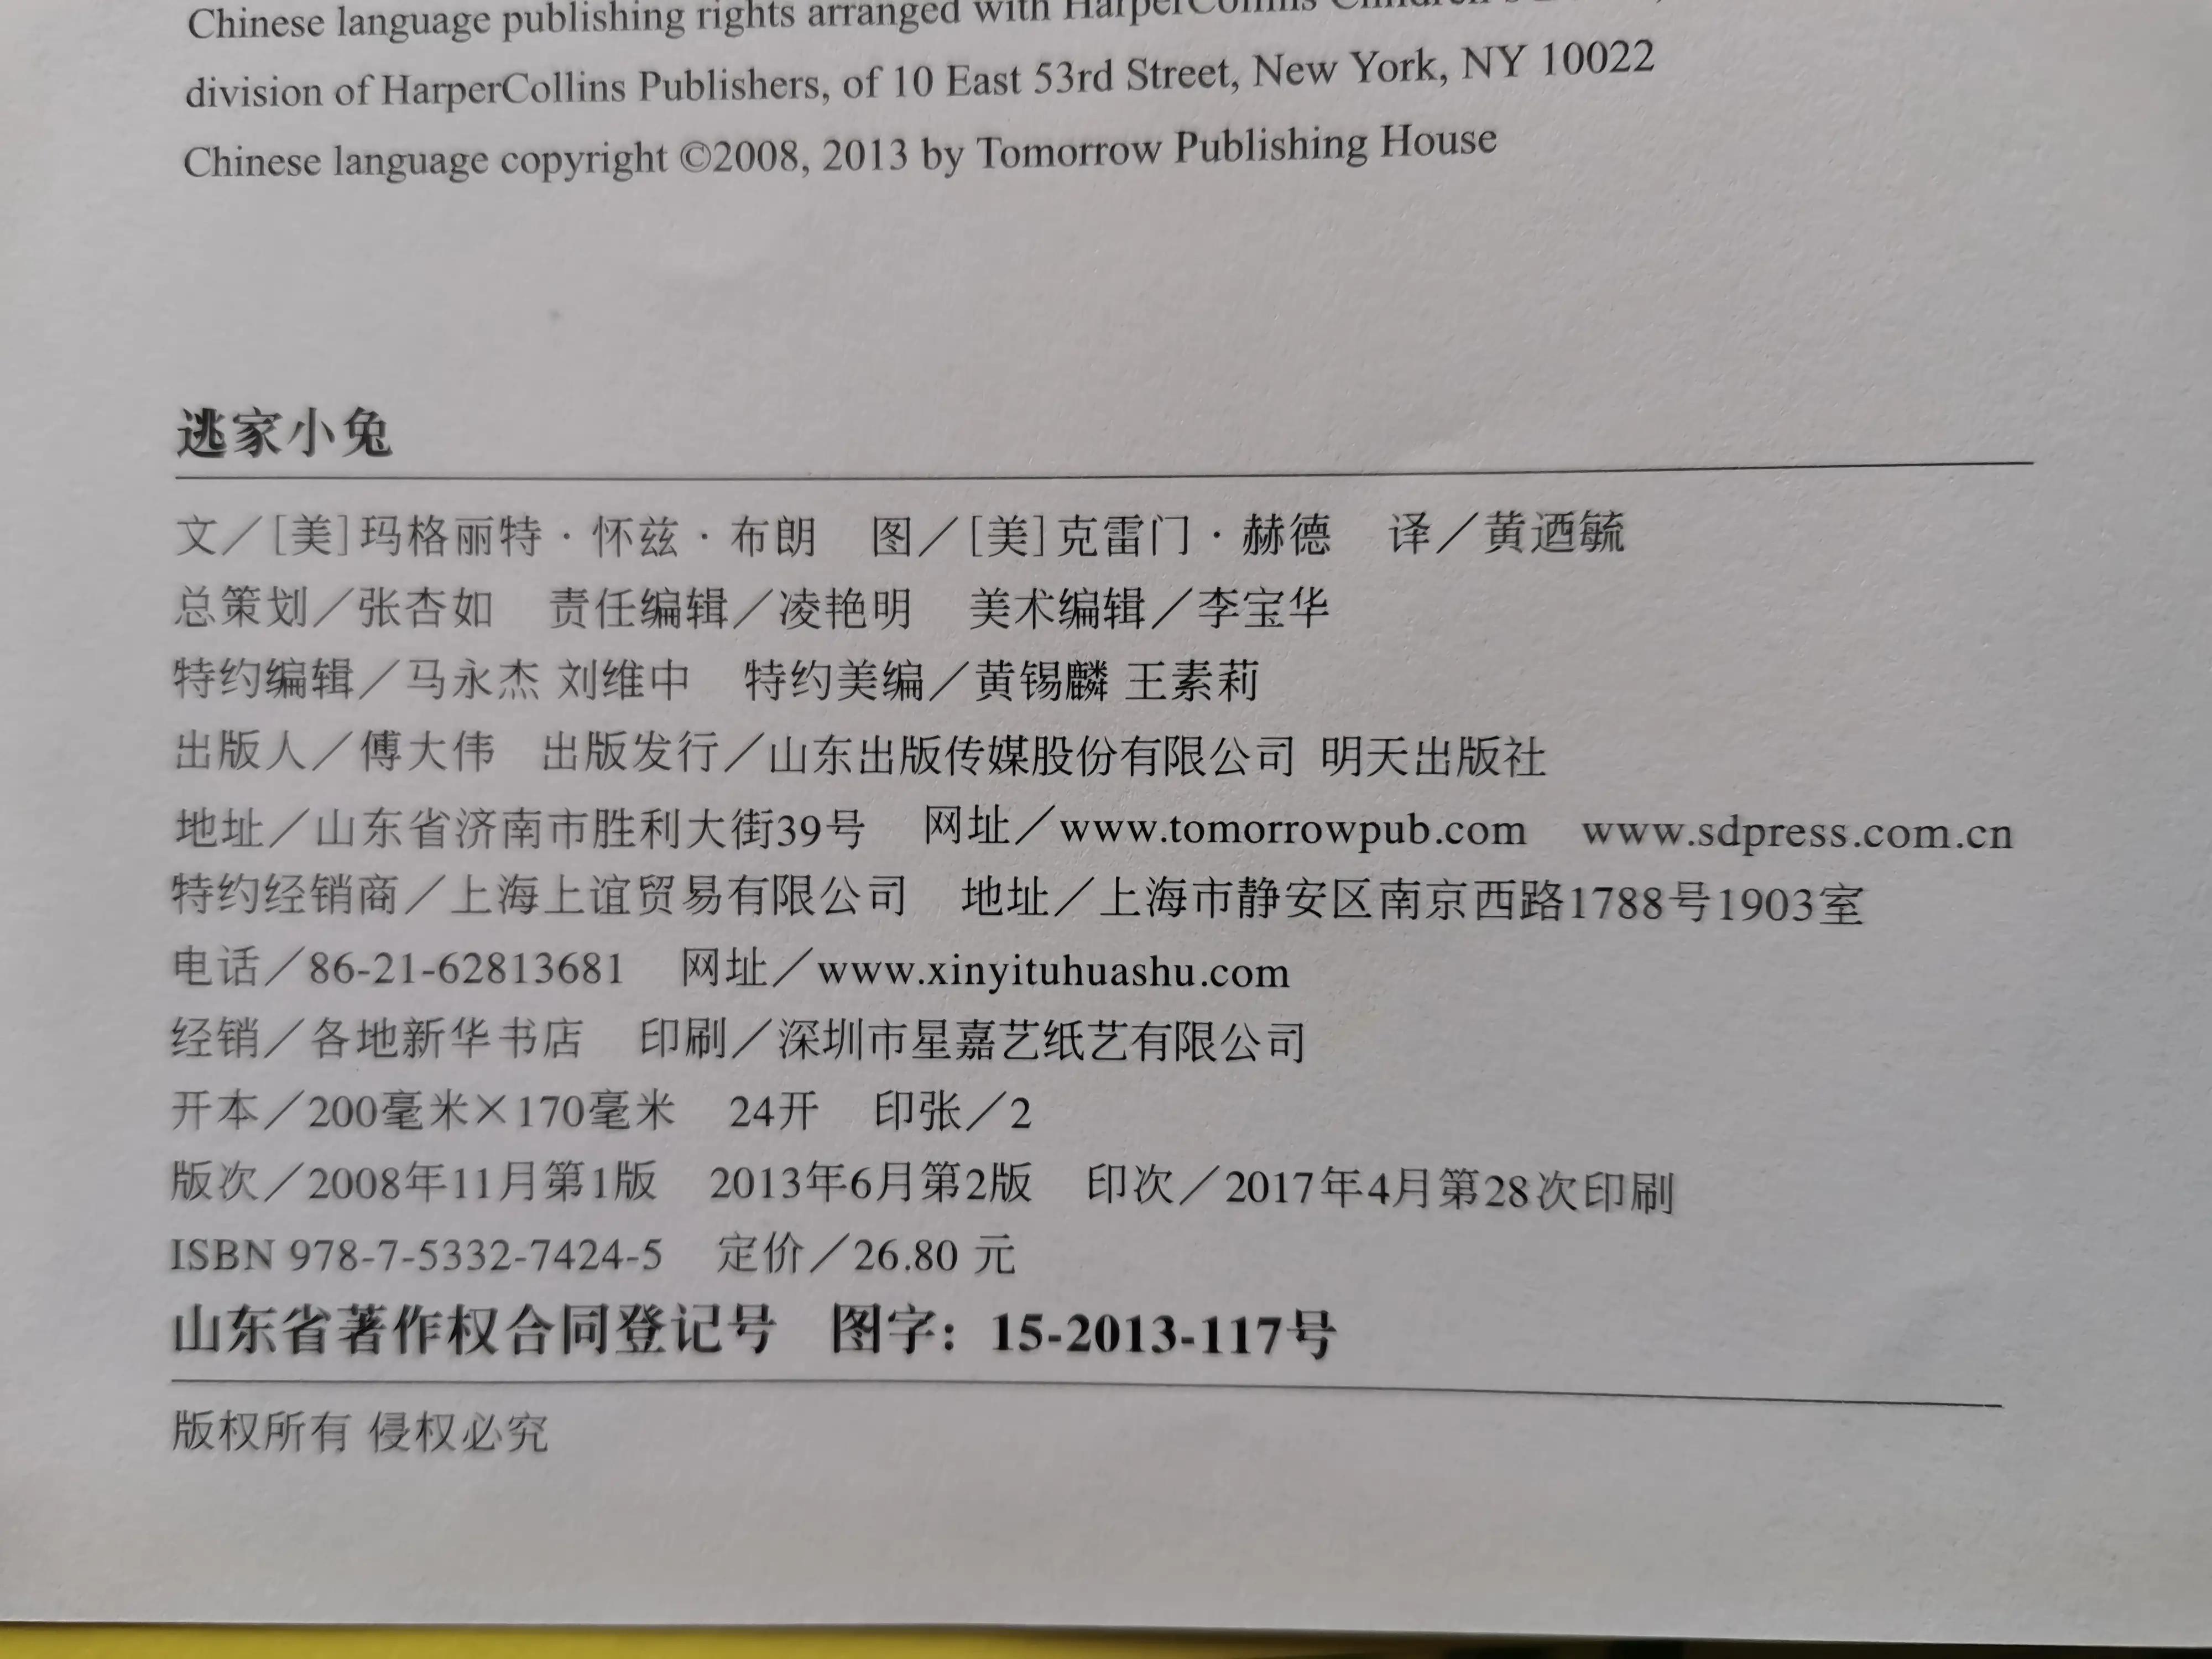 Chinese language publishing rights arranged with HarperCollins Children's
division of HarperCollins Publishers, of 10 East 53rd Street, New York, NY 10022
Chinese language copyright ©2008, 2013 by Tomorrow Publishing House
逃家小兔
文／[美]玛格丽特·怀兹·布朗　图／[美]克雷门·赫德　译／黄迺毓
总策划／张杏如　责任编辑／凌艳明　美术编辑／李宝华
特约编辑／马永杰 刘维中　特约美编／黄锡麟 王素莉
出版人／傅大伟　出版发行／山东出版传媒股份有限公司 明天出版社
地址／山东省济南市胜利大街39号　网址／www.tomorrowpub.com　www.sdpress.com.cn
特约经销商／上海上谊贸易有限公司　地址／上海市静安区南京西路1788号1903室
电话／86-21-62813681　网址／www.xinyituhuashu.com
经销／各地新华书店　印刷／深圳市星嘉艺纸艺有限公司
开本／200毫米×170毫米　24开　印张／2
版次／2008年11月第1版　2013年6月第2版　印次／2017年4月第28次印刷
ISBN 978-7-5332-7424-5　定价／26.80 元
山东省著作权合同登记号　图字：15-2013-117号
版权所有 侵权必究